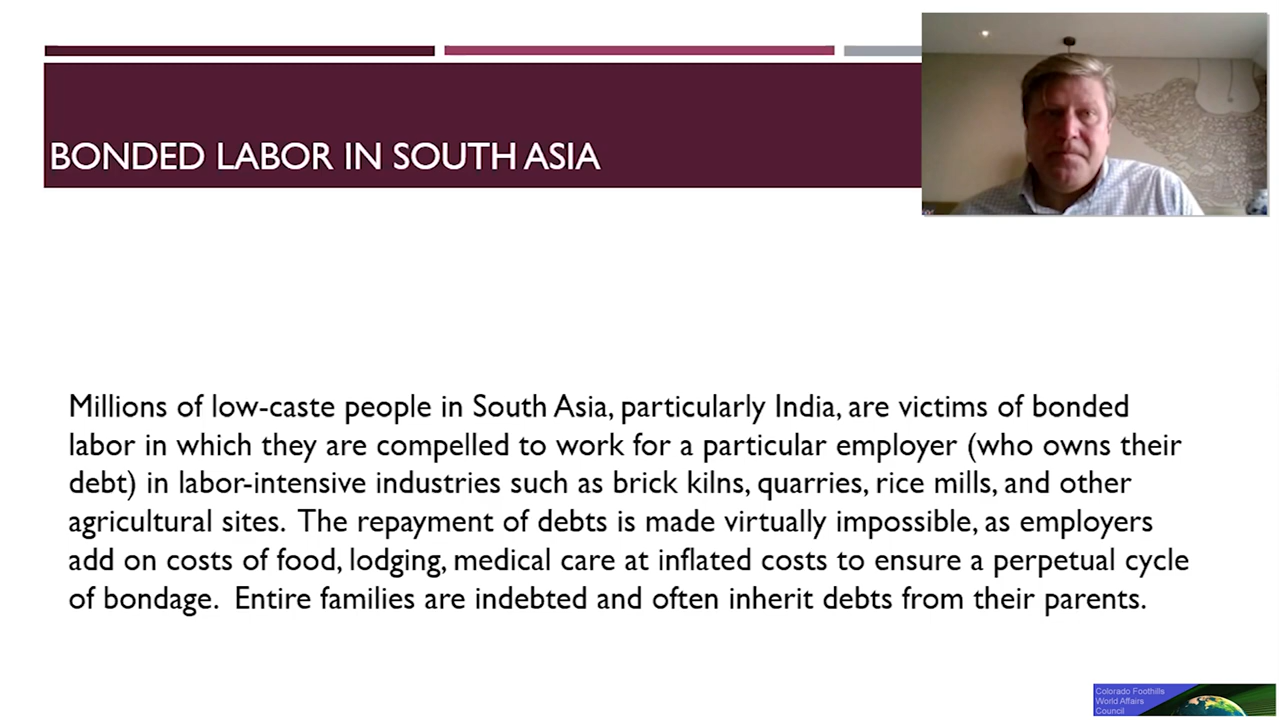 BONDED LABOR IN SOUTH ASIA
Millions of low-caste people in South Asia, particularly India, are victims of bonded
labor in which they are compelled to work for a particular employer (who owns their
debt) in labor-intensive industries such as brick kilns, quarries, rice mills, and other
agricultural sites. The repayment of debts is made virtually impossible, as employers
add on costs of food, lodging, medical care at inflated costs to ensure a perpetual cycle
of bondage. Entire families are indebted and often inherit debts from their parents.
Colorado Foothills
World Affairs
Council